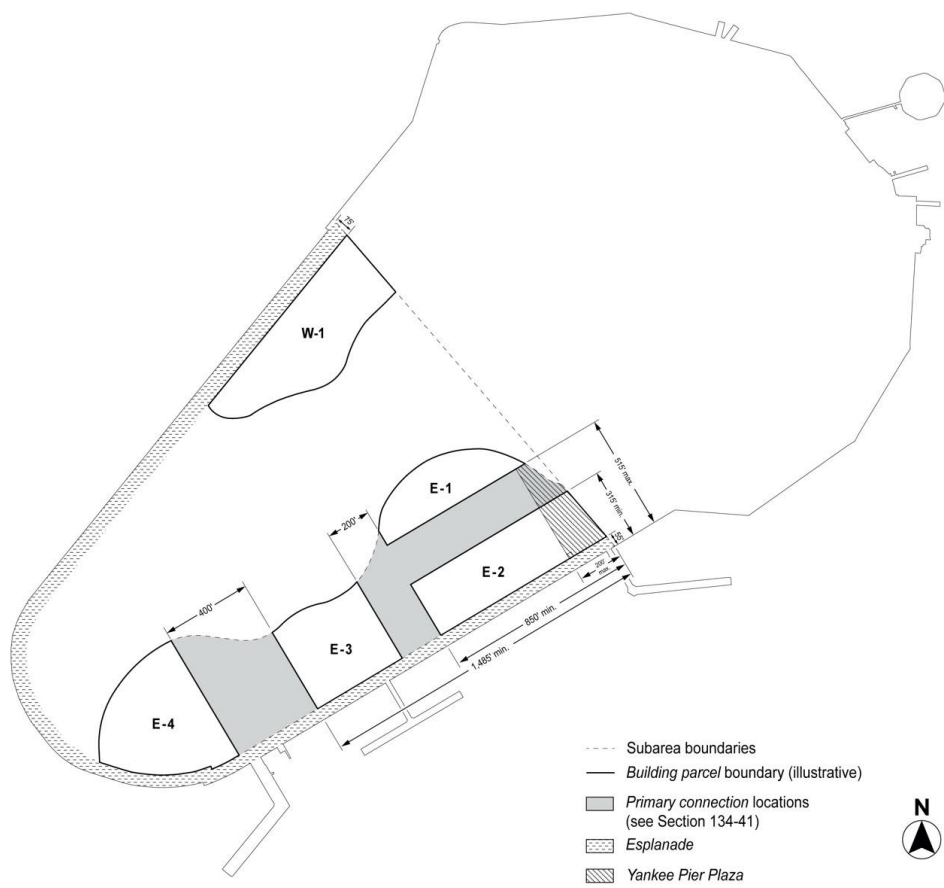 75'
W-1
515' max.
E-1
315' min.
200'
55'
E-2
200'
max.
400'
850' min.
E-3
1,485' min.
E-4
Subarea boundaries
Building parcel boundary (illustrative)
Primary connection locations
(see Section 134-41)
Esplanade
Yankee Pier Plaza
N